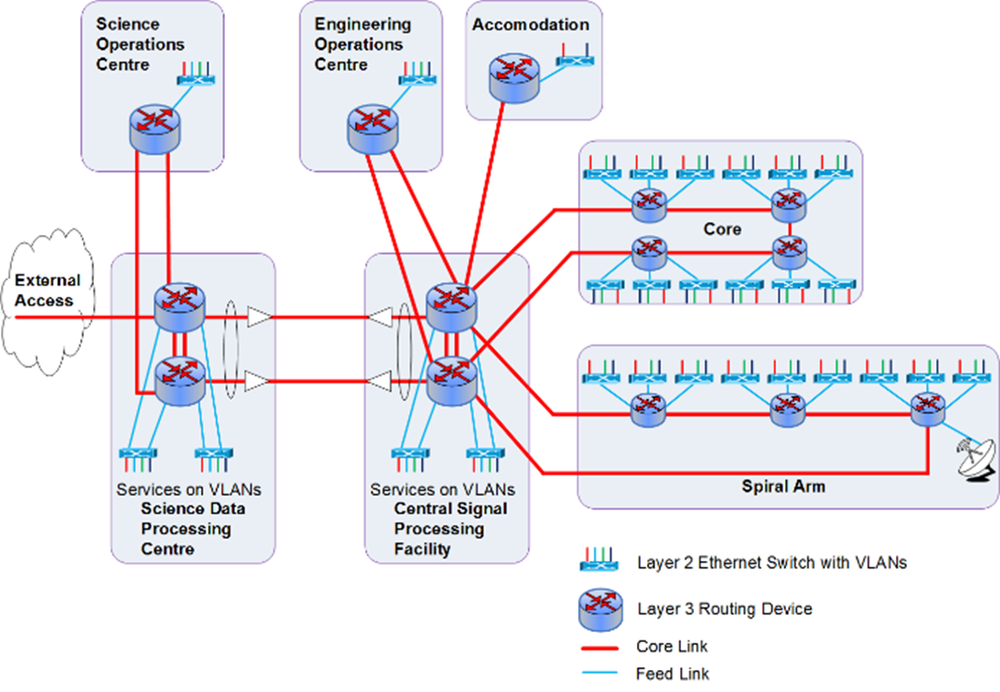 Science
Operations
Centre
Engineering
Operations
Centre
Accomodation
Core
External
Access
Services on VLANs
Science Data
Processing
Centre
Services on VLANs
Central Signal
Processing
Facility
Spiral Arm
Layer 2 Ethernet Switch with VLANs
Layer 3 Routing Device
Core Link
Feed Link